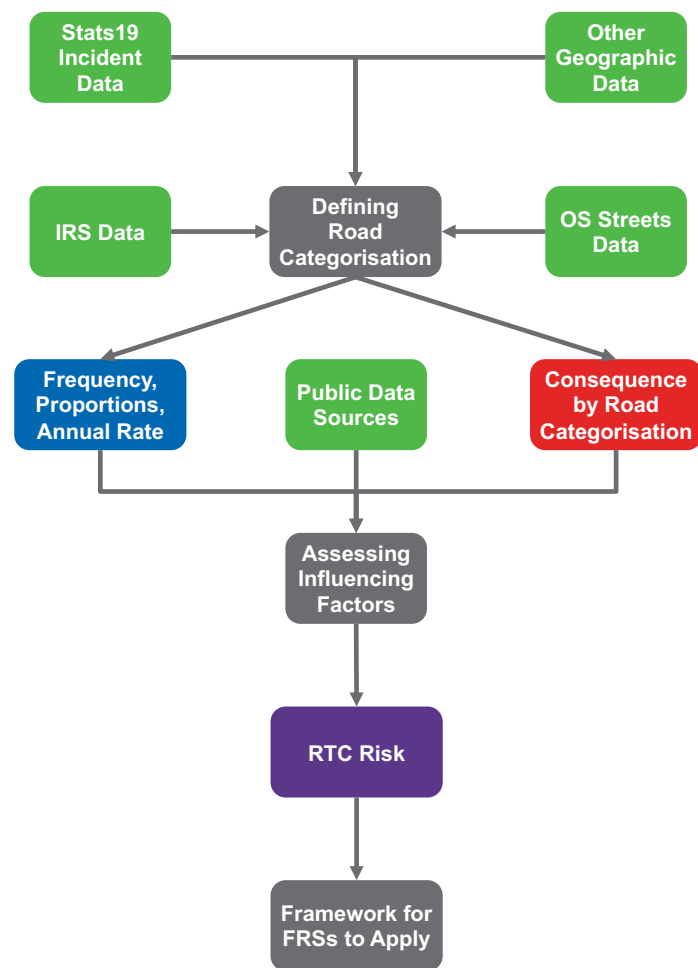 Stats19
Incident
Data
Other
Geographic
Data
IRS Data
Defining
Road
Categorisation
OS Streets
Data
Frequency,
Proportions,
Annual Rate
Public Data
Sources
Consequence
by Road
Categorisation
Assessing
Influencing
Factors
RTC Risk
Framework for
FRSs to Apply